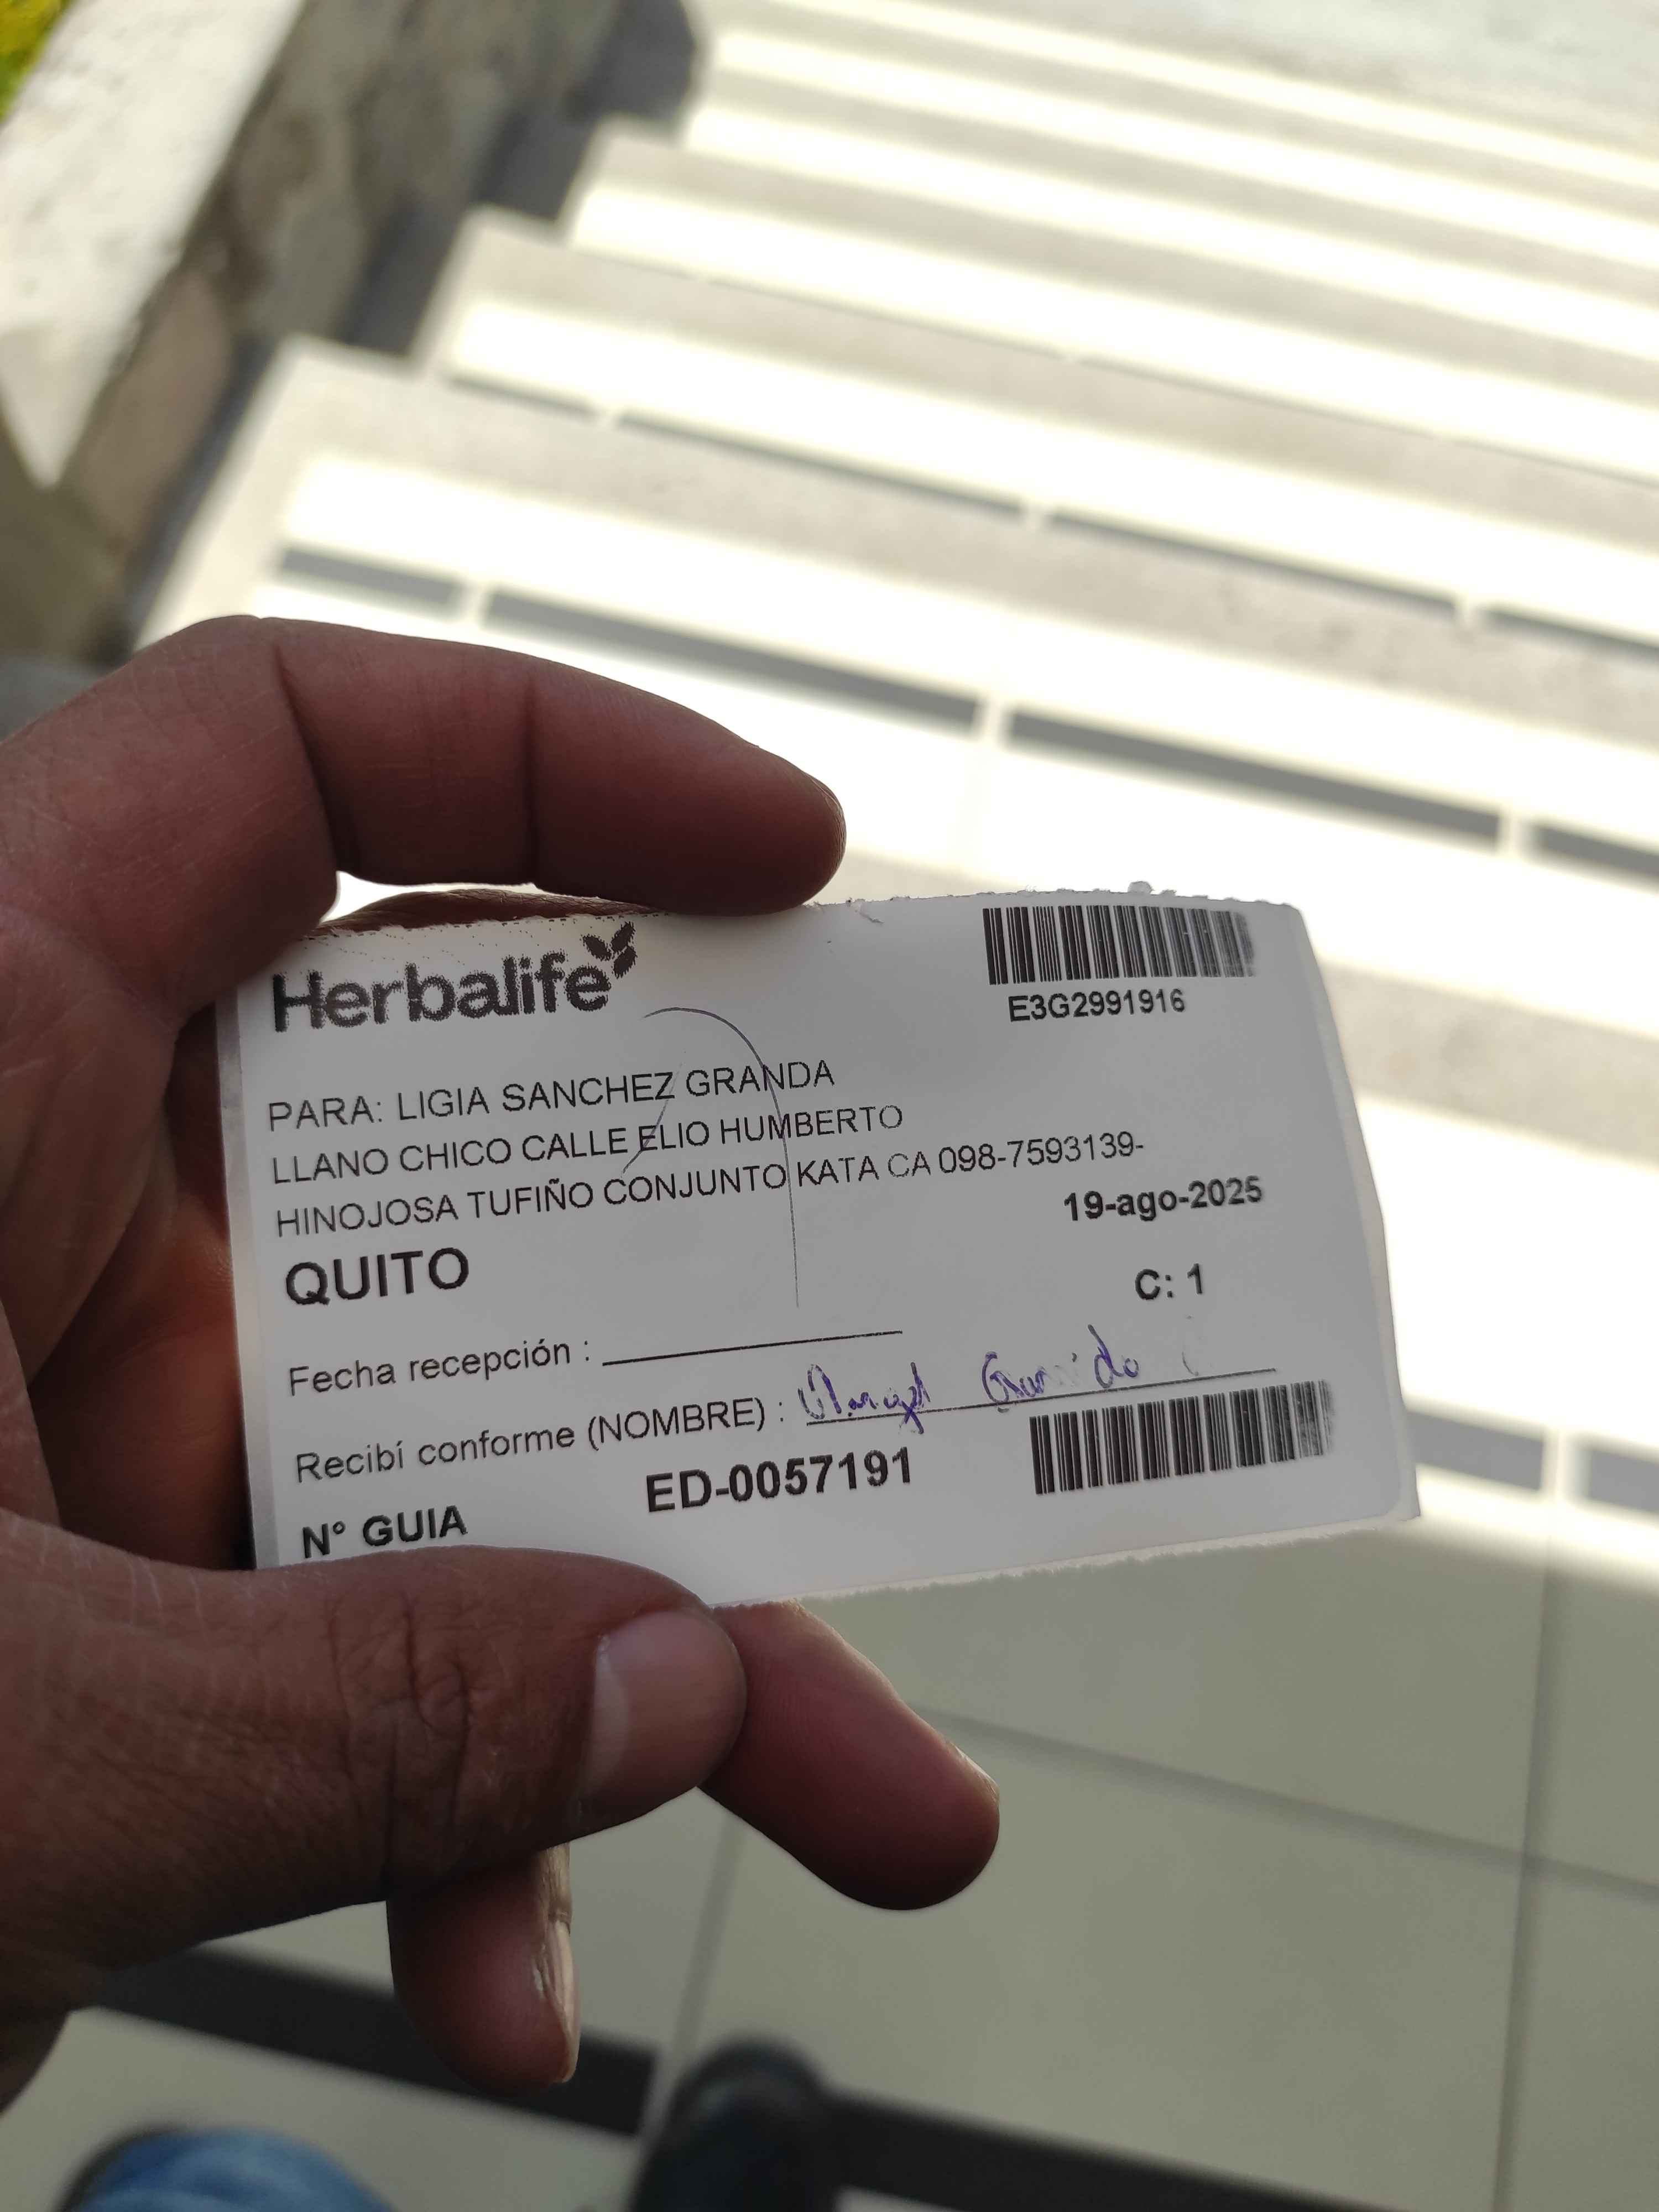 Herbalife
E3G2991916
PARA: LIGIA SANCHEZ GRANDA
LLANO CHICO CALLE ELIO HUMBERTO
HINOJOSA TUFIÑO CONJUNTO KATA CA 098-7593139-
19-ago-2025
QUITO
C: 1
Fecha recepción :
Recibí conforme (NOMBRE) :
N° GUIA ED-0057191